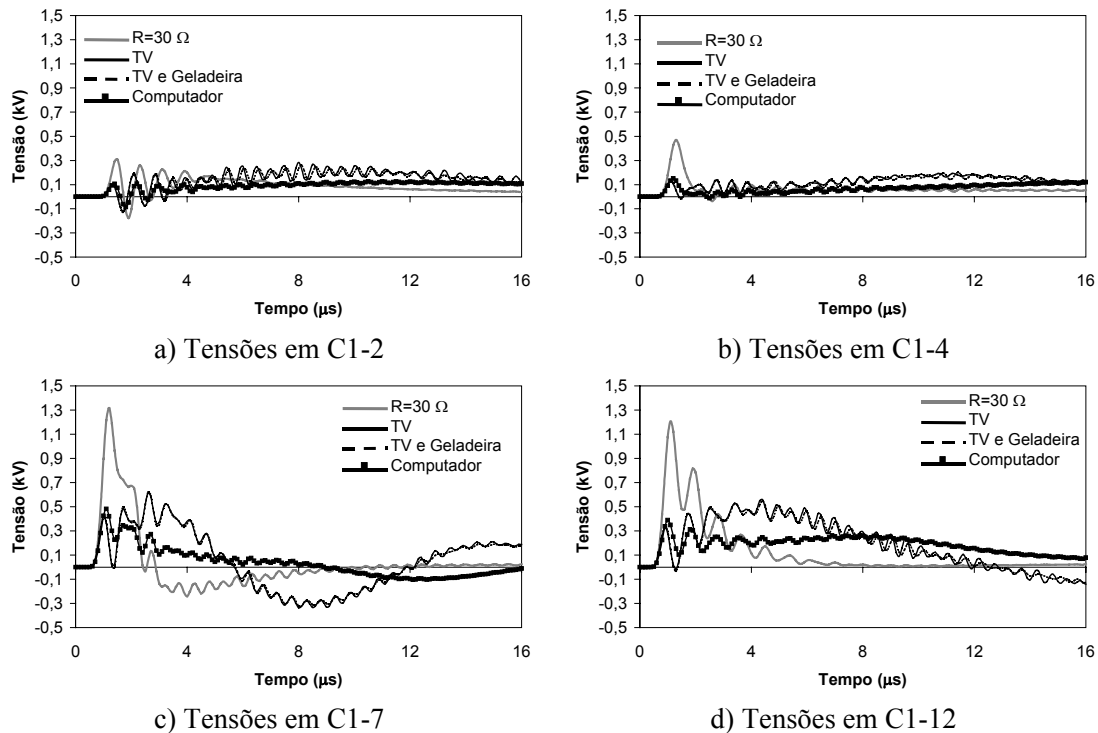 1,5
1,3
1,1
0,9
0,7
0,5
0,3
0,1
-0,1
-0,3
-0,5
Tensão (kV)
R=30 Ω
TV
TV e Geladeira
Computador
0 4 8 12 16
Tempo (μs)
a) Tensões em C1-2
1,5
1,3
1,1
0,9
0,7
0,5
0,3
0,1
-0,1
-0,3
-0,5
Tensão (kV)
R=30 Ω
TV
TV e Geladeira
Computador
0 4 8 12 16
Tempo (μs)
b) Tensões em C1-4
1,5
1,3
1,1
0,9
0,7
0,5
0,3
0,1
-0,1
-0,3
-0,5
Tensão (kV)
R=30 Ω
TV
TV e Geladeira
Computador
0 4 8 12 16
Tempo (μs)
c) Tensões em C1-7
1,5
1,3
1,1
0,9
0,7
0,5
0,3
0,1
-0,1
-0,3
-0,5
Tensão (kV)
R=30 Ω
TV
TV e Geladeira
Computador
0 4 8 12 16
Tempo (μs)
d) Tensões em C1-12